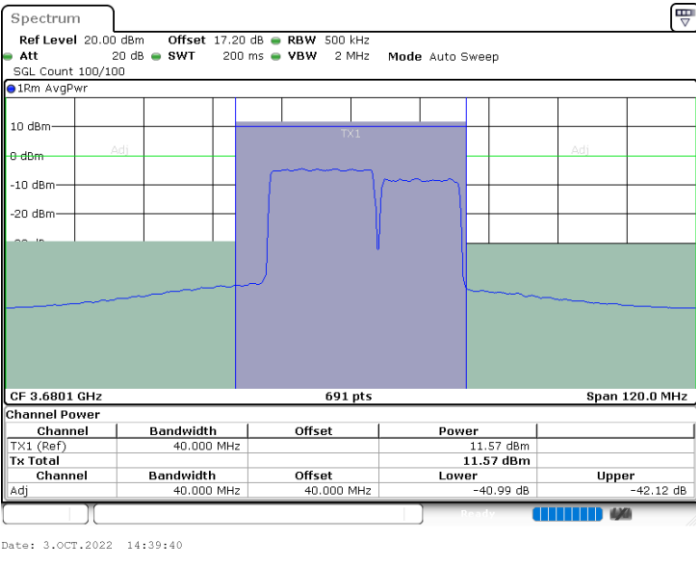 Spectrum
Ref Level 20.00 dBm Offset 17.20 dB RBW 500 kHz
Att 20 dB SWT 200 ms VBW 2 MHz Mode Auto Sweep
SGL Count 100/100
1Rm AvgPwr
10 dBm
TX1
Adj Adj
0 dBm
-10 dBm
-20 dBm
CF 3.6801 GHz 691 pts Span 120.0 MHz
Channel Power
Channel Bandwidth Offset Power
TX1 (Ref) 40.000 MHz 11.57 dBm
Tx Total 11.57 dBm
Channel Bandwidth Offset Lower Upper
Adj 40.000 MHz 40.000 MHz -40.99 dB -42.12 dB
Ready
Date: 3.OCT.2022 14:39:40